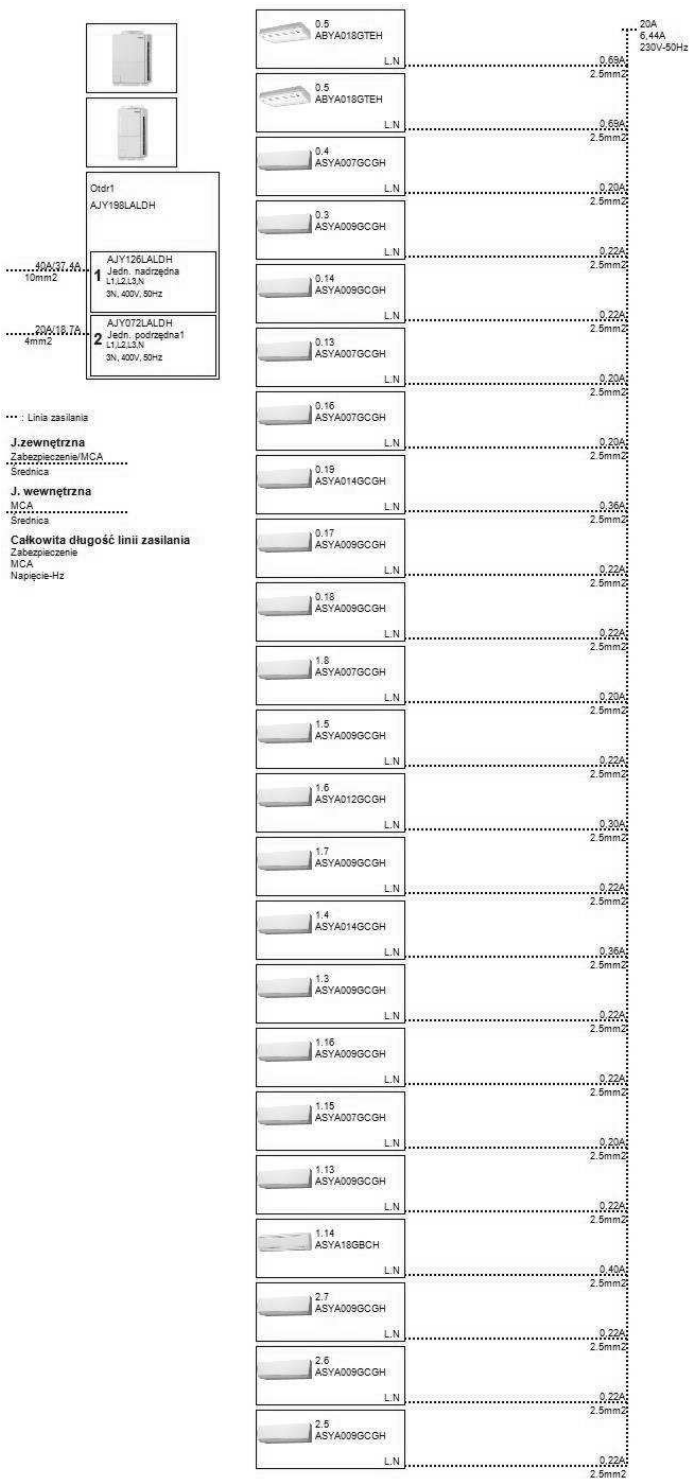 Otdr1
AJY198LALDH
40A/37.4A
10mm2
1
AJY126LALDH
Jedn. nadrzędna
L1,L2,L3,N
3N, 400V, 50Hz
20A/18.7A
4mm2
2
AJY072LALDH
Jedn. podrzędna1
L1,L2,L3,N
3N, 400V, 50Hz
: Linia zasilania
J.zewnętrzna
Zabezpieczenie/MCA
Średnica
J. wewnętrzna
MCA
Średnica
Całkowita długość linii zasilania
Zabezpieczenie
MCA
Napięcie-Hz
0.5
ABYA018GTEH
L.N
0,69A
2.5mm2
0.5
ABYA018GTEH
L.N
0,69A
2.5mm2
0.4
ASYA007GCGH
L.N
0,20A
2.5mm2
0.3
ASYA009GCGH
L.N
0,22A
2.5mm2
0.14
ASYA009GCGH
L.N
0,22A
2.5mm2
0.13
ASYA007GCGH
L.N
0,20A
2.5mm2
0.16
ASYA007GCGH
L.N
0,20A
2.5mm2
0.19
ASYA014GCGH
L.N
0,36A
2.5mm2
0.17
ASYA009GCGH
L.N
0,22A
2.5mm2
0.18
ASYA009GCGH
L.N
0,22A
2.5mm2
1.8
ASYA007GCGH
L.N
0,20A
2.5mm2
1.5
ASYA009GCGH
L.N
0,22A
2.5mm2
1.6
ASYA012GCGH
L.N
0,30A
2.5mm2
1.7
ASYA009GCGH
L.N
0,22A
2.5mm2
1.4
ASYA014GCGH
L.N
0,36A
2.5mm2
1.3
ASYA009GCGH
L.N
0,22A
2.5mm2
1.16
ASYA009GCGH
L.N
0,22A
2.5mm2
1.15
ASYA007GCGH
L.N
0,20A
2.5mm2
1.13
ASYA009GCGH
L.N
0,22A
2.5mm2
1.14
ASYA18GBCH
L.N
0,40A
2.5mm2
2.7
ASYA009GCGH
L.N
0,22A
2.5mm2
2.6
ASYA009GCGH
L.N
0,22A
2.5mm2
2.5
ASYA009GCGH
L.N
0,22A
2.5mm2
20A
6,44A
230V-50Hz